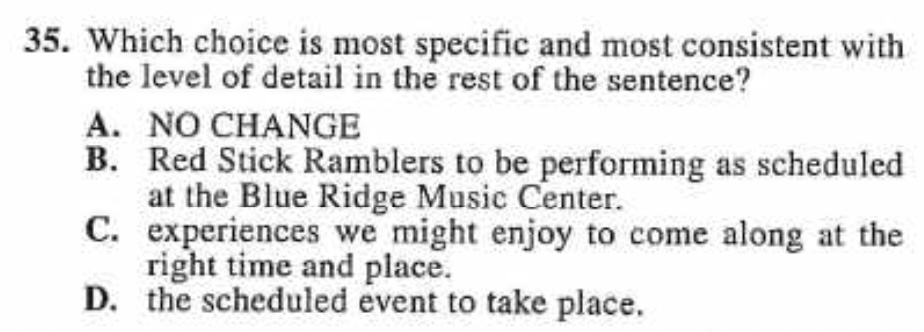 35. Which choice is most specific and most consistent with
the level of detail in the rest of the sentence?
A. NO CHANGE
B. Red Stick Ramblers to be performing as scheduled
at the Blue Ridge Music Center.
C. experiences we might enjoy to come along at the
right time and place.
D. the scheduled event to take place.